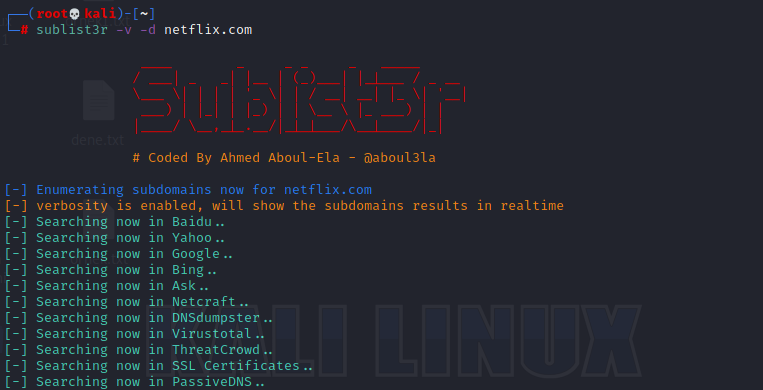 (root💀kali)-[~]
# sublist3r -v -d netflix.com
Sublist3r
# Coded By Ahmed Aboul-Ela - @aboul3la
[-] Enumerating subdomains now for netflix.com
[-] verbosity is enabled, will show the subdomains results in realtime
[-] Searching now in Baidu..
[-] Searching now in Yahoo..
[-] Searching now in Google..
[-] Searching now in Bing..
[-] Searching now in Ask..
[-] Searching now in Netcraft..
[-] Searching now in DNSdumpster..
[-] Searching now in Virustotal..
[-] Searching now in ThreatCrowd..
[-] Searching now in SSL Certificates..
[-] Searching now in PassiveDNS..
dene.txt
KALI LINUX